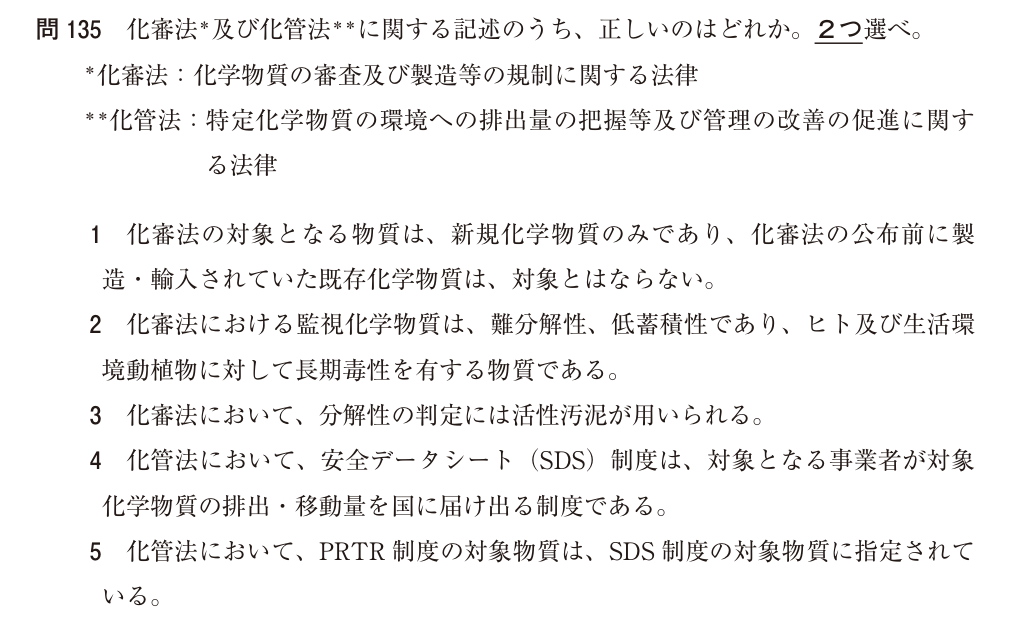 問 135 化審法*及び化管法**に関する記述のうち、正しいのはどれか。2つ選べ。
*化審法：化学物質の審査及び製造等の規制に関する法律
**化管法：特定化学物質の環境への排出量の把握等及び管理の改善の促進に関す
る法律
1 化審法の対象となる物質は、新規化学物質のみであり、化審法の公布前に製
造・輸入されていた既存化学物質は、対象とはならない。
2 化審法における監視化学物質は、難分解性、低蓄積性であり、ヒト及び生活環
境動植物に対して長期毒性を有する物質である。
3 化審法において、分解性の判定には活性汚泥が用いられる。
4 化管法において、安全データシート（SDS）制度は、対象となる事業者が対象
化学物質の排出・移動量を国に届け出る制度である。
5 化管法において、PRTR 制度の対象物質は、SDS 制度の対象物質に指定されて
いる。